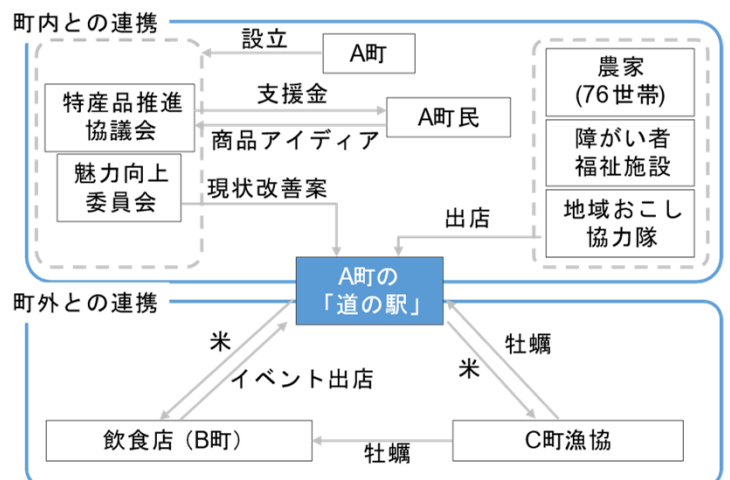 町内との連携
設立
A町
農家
(76世帯)
特産品推進
協議会
支援金
A町民
商品アイディア
障がい者
福祉施設
魅力向上
委員会
現状改善案
出店
地域おこし
協力隊
A町の
「道の駅」
町外との連携
米
イベント出店
米
牡蠣
飲食店（B町）
牡蠣
C町漁協